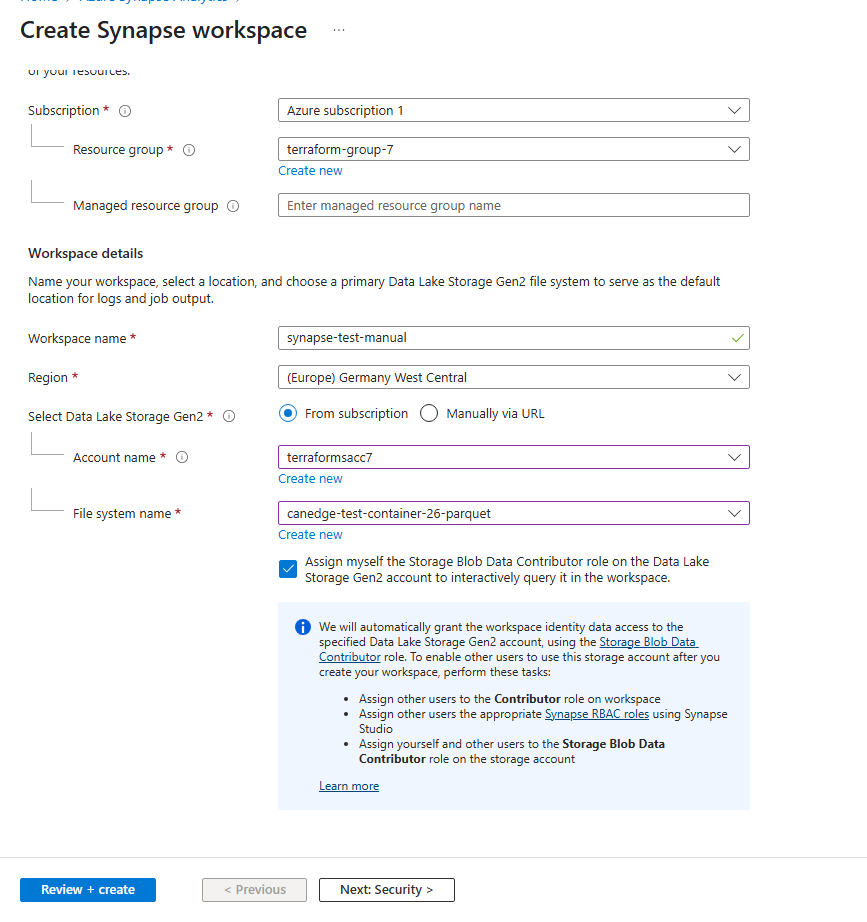 Create Synapse workspace ...
of your resources.
Subscription *
Azure subscription 1
Resource group *
terraform-group-7
Create new
Managed resource group
Enter managed resource group name
Workspace details
Name your workspace, select a location, and choose a primary Data Lake Storage Gen2 file system to serve as the default
location for logs and job output.
Workspace name *
synapse-test-manual
Region *
(Europe) Germany West Central
Select Data Lake Storage Gen2 *
From subscription
Manually via URL
Account name *
terraformsacc7
Create new
File system name *
canedge-test-container-26-parquet
Create new
Assign myself the Storage Blob Data Contributor role on the Data Lake
Storage Gen2 account to interactively query it in the workspace.
We will automatically grant the workspace identity data access to the
specified Data Lake Storage Gen2 account, using the Storage Blob Data
Contributor role. To enable other users to use this storage account after you
create your workspace, perform these tasks:
• Assign other users to the Contributor role on workspace
• Assign other users the appropriate Synapse RBAC roles using Synapse
Studio
• Assign yourself and other users to the Storage Blob Data
Contributor role on the storage account
Learn more
Review + create
< Previous
Next: Security >